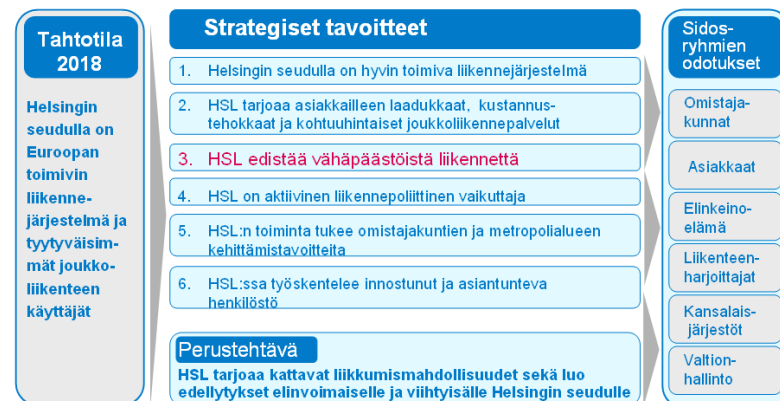 Tahtotila
2018
Helsingin
seudulla on
Euroopan
toimivin
liikenne-
järjestelmä ja
tyytyväisim-
mät joukko-
liikenteen
käyttäjät
Strategiset tavoitteet
1. Helsingin seudulla on hyvin toimiva liikennejärjestelmä
2. HSL tarjoaa asiakkailleen laadukkaat, kustannus-
tehokkaat ja kohtuuhintaiset joukkoliikennepalvelut
3. HSL edistää vähäpäästöistä liikennettä
4. HSL on aktiivinen liikennepoliittinen vaikuttaja
5. HSL:n toiminta tukee omistajakuntien ja metropolialueen
kehittämistavoitteita
6. HSL:ssa työskentelee innostunut ja asiantunteva
henkilöstö
Perustehtävä
HSL tarjoaa kattavat liikkumismahdollisuudet sekä luo
edellytykset elinvoimaiselle ja viihtyisälle Helsingin seudulle
Sidos-
ryhmien
odotukset
Omistaja-
kunnat
Asiakkaat
Elinkeino-
elämä
Liikenteen-
harjoittajat
Kansalais-
järjestöt
Valtion-
hallinto